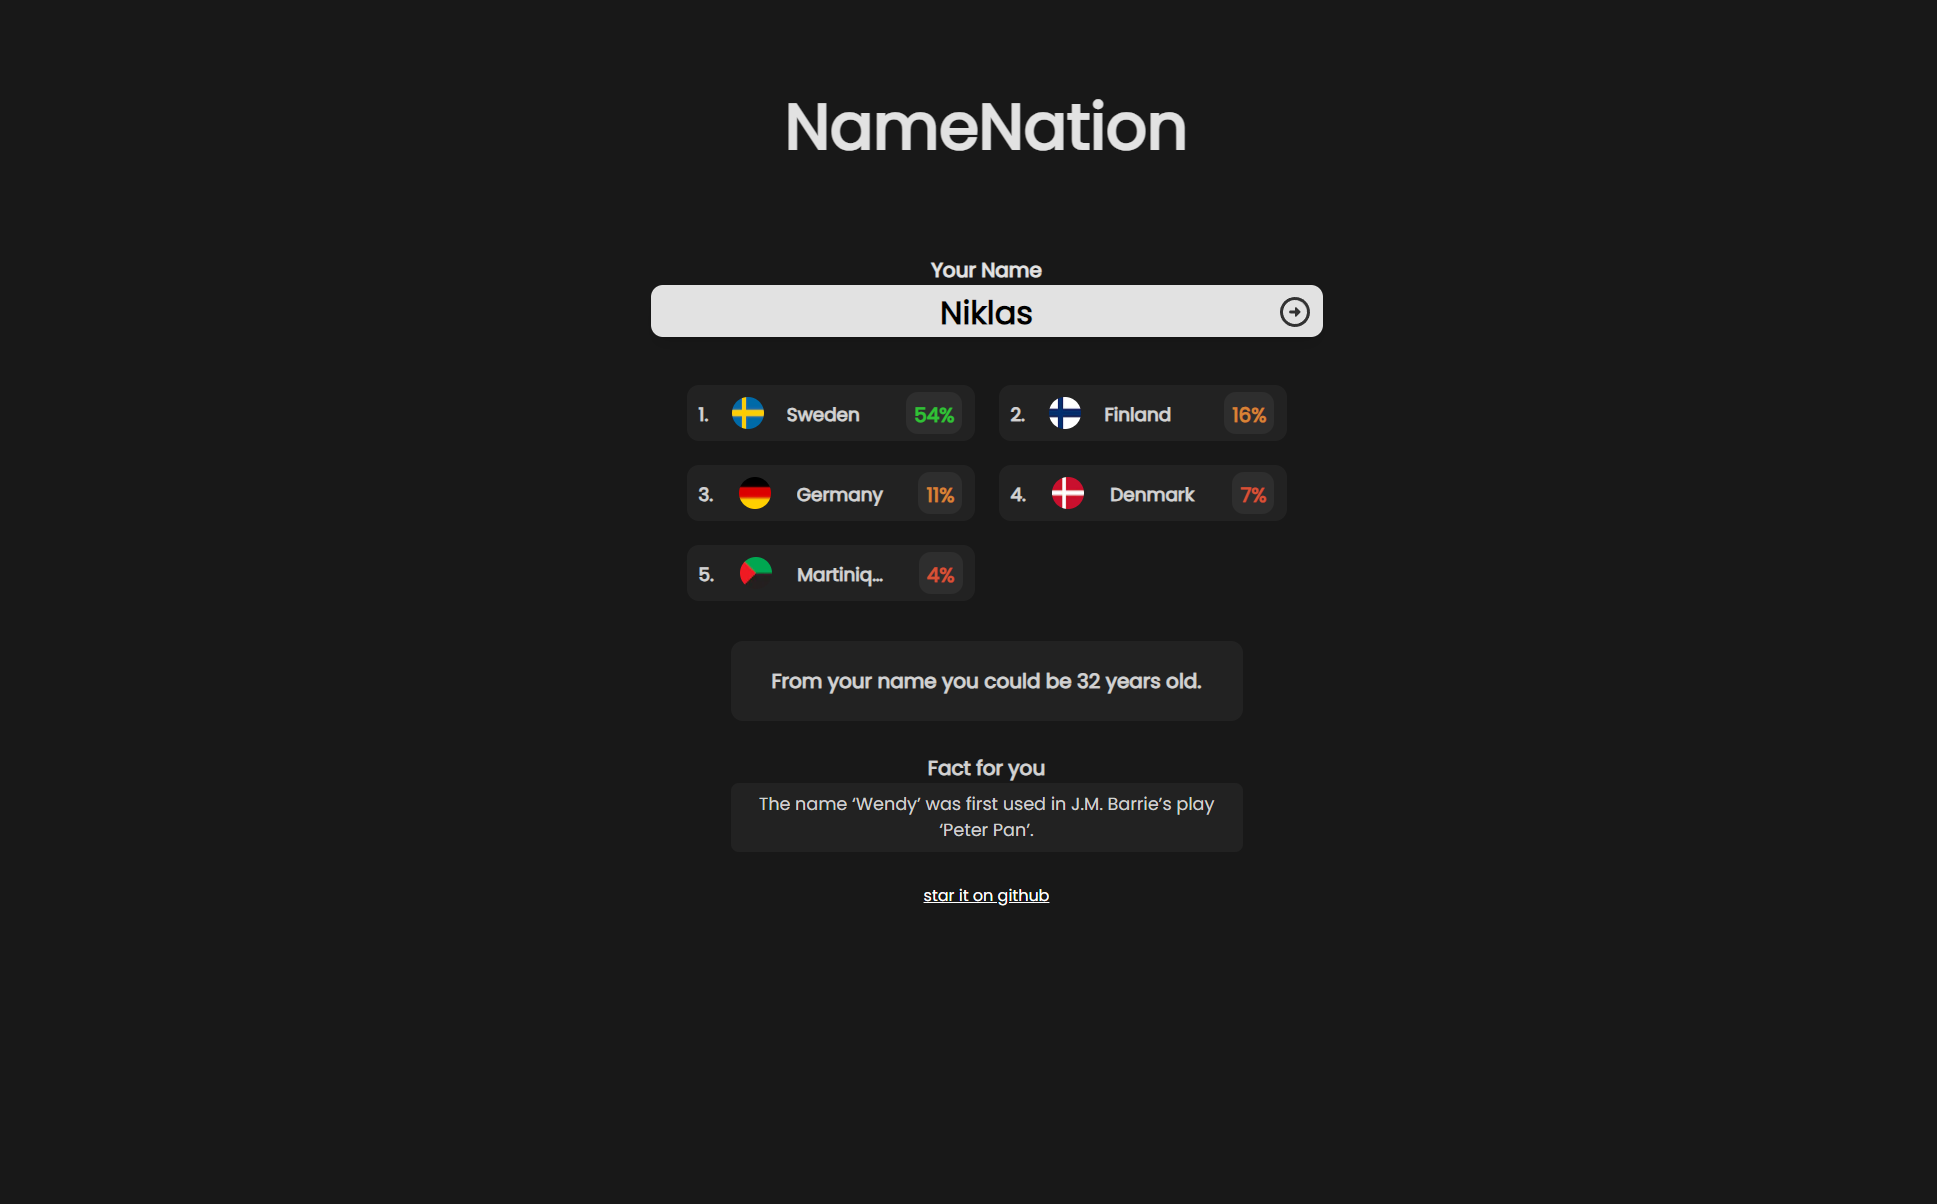 NameNation
Your Name
Niklas
1. Sweden 54%
2. Finland 16%
3. Germany 11%
4. Denmark 7%
5. Martiniq... 4%
From your name you could be 32 years old.
Fact for you
The name ‘Wendy’ was first used in J.M. Barrie’s play
‘Peter Pan’.
star it on github